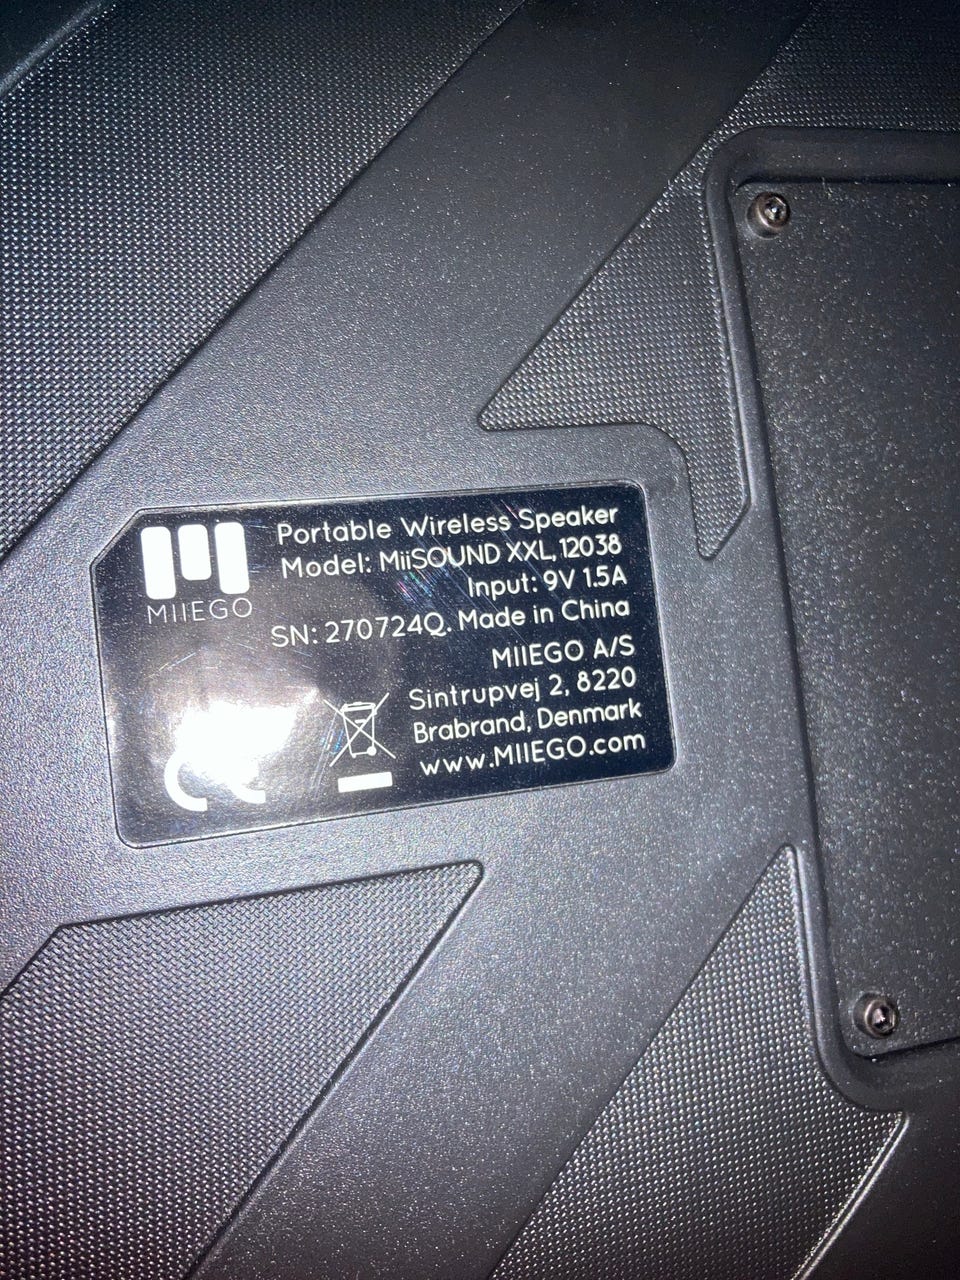 Portable Wireless Speaker
Model: MiiSOUND XXL, 12038
Input: 9V 1.5A
MIIEGO
SN: 270724Q. Made in China
MIIEGO A/S
Sintrupvej 2, 8220
Brabrand, Denmark
www.MIIEGO.com
CE